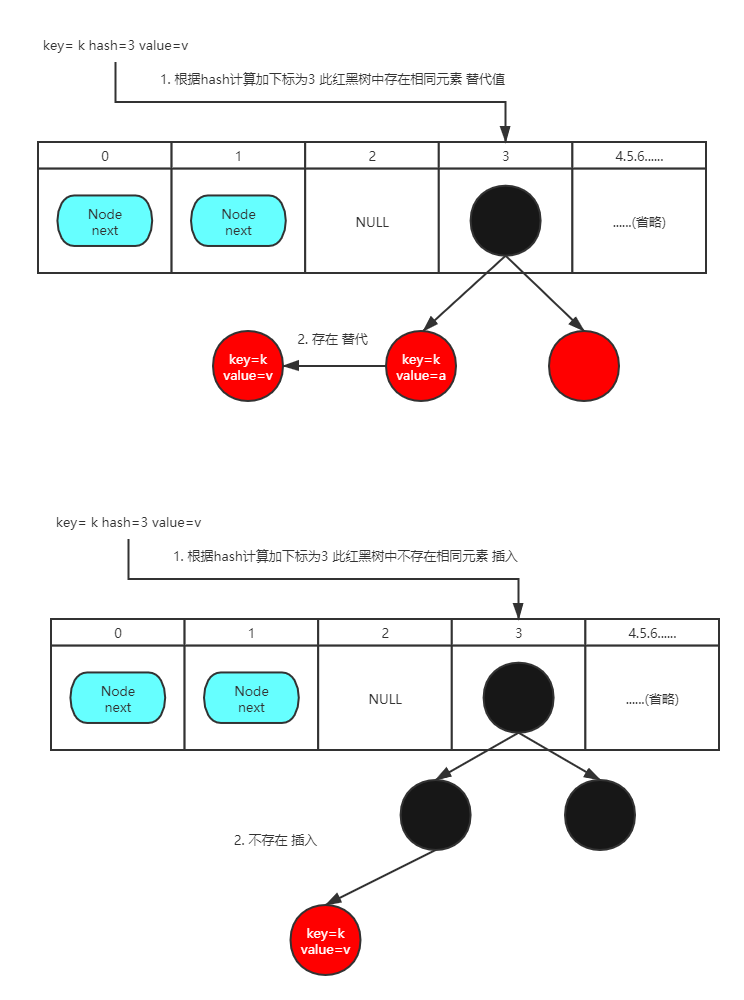 key= k hash=3 value=v
1. 根据hash计算加下标为3 此红黑树中存在相同元素 替代值
0
1
2
3
4.5.6......
Node
next
Node
next
NULL
......(省略)
2. 存在 替代
key=k
value=v
key=k
value=a
key= k hash=3 value=v
1. 根据hash计算加下标为3 此红黑树中不存在相同元素 插入
0
1
2
3
4.5.6......
Node
next
Node
next
NULL
......(省略)
2. 不存在 插入
key=k
value=v